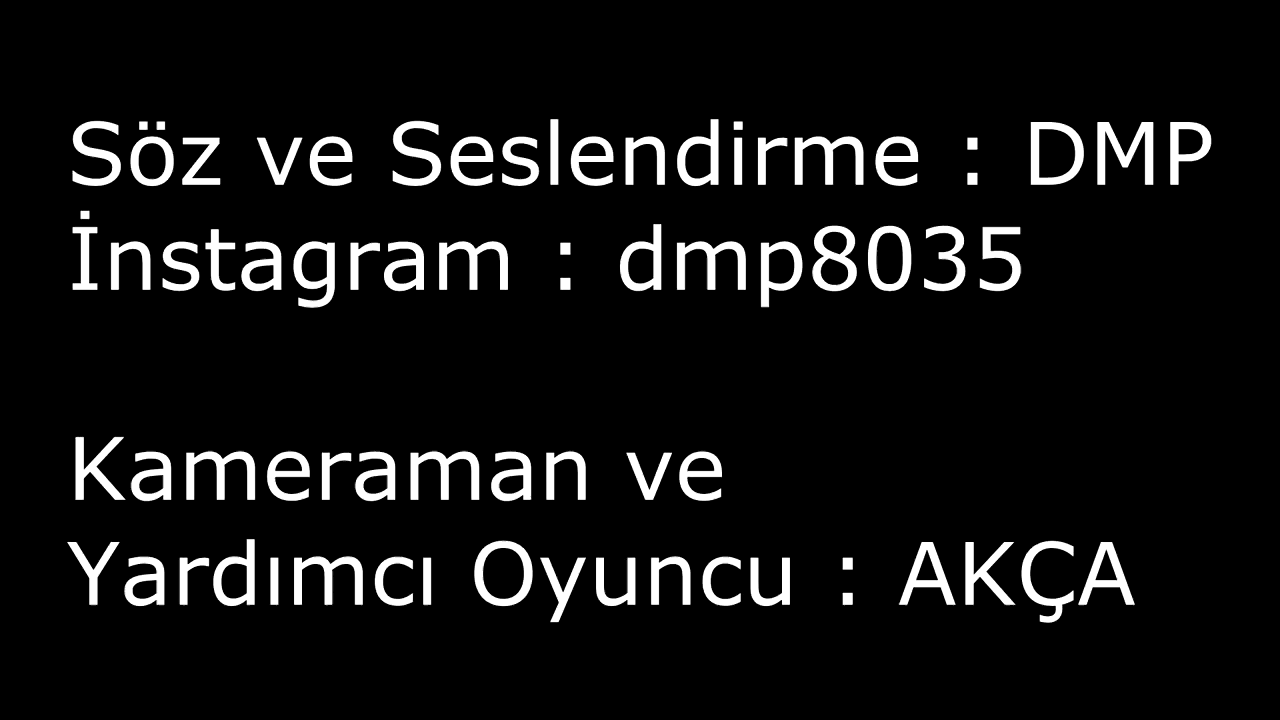 Söz ve Seslendirme : DMP
İnstagram : dmp8035
Kameraman ve
Yardımcı Oyuncu : AKÇA